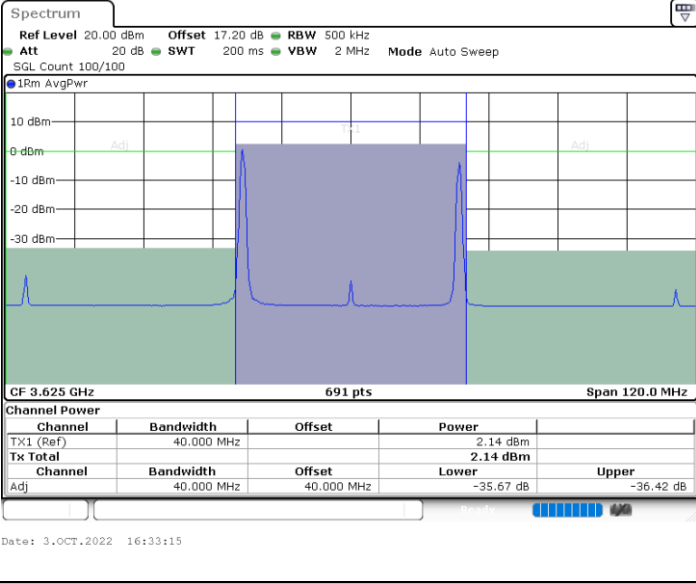 Spectrum
Ref Level 20.00 dBm Offset 17.20 dB RBW 500 kHz
Att 20 dB SWT 200 ms VBW 2 MHz Mode Auto Sweep
SGL Count 100/100
1Rm AvgPwr
10 dBm
TX1
Adj Adj
0 dBm
-10 dBm
-20 dBm
-30 dBm
CF 3.625 GHz 691 pts Span 120.0 MHz
Channel Power
Channel Bandwidth Offset Power
TX1 (Ref) 40.000 MHz 2.14 dBm
Tx Total 2.14 dBm
Channel Bandwidth Offset Lower Upper
Adj 40.000 MHz 40.000 MHz -35.67 dB -36.42 dB
Ready
Date: 3.OCT.2022 16:33:15